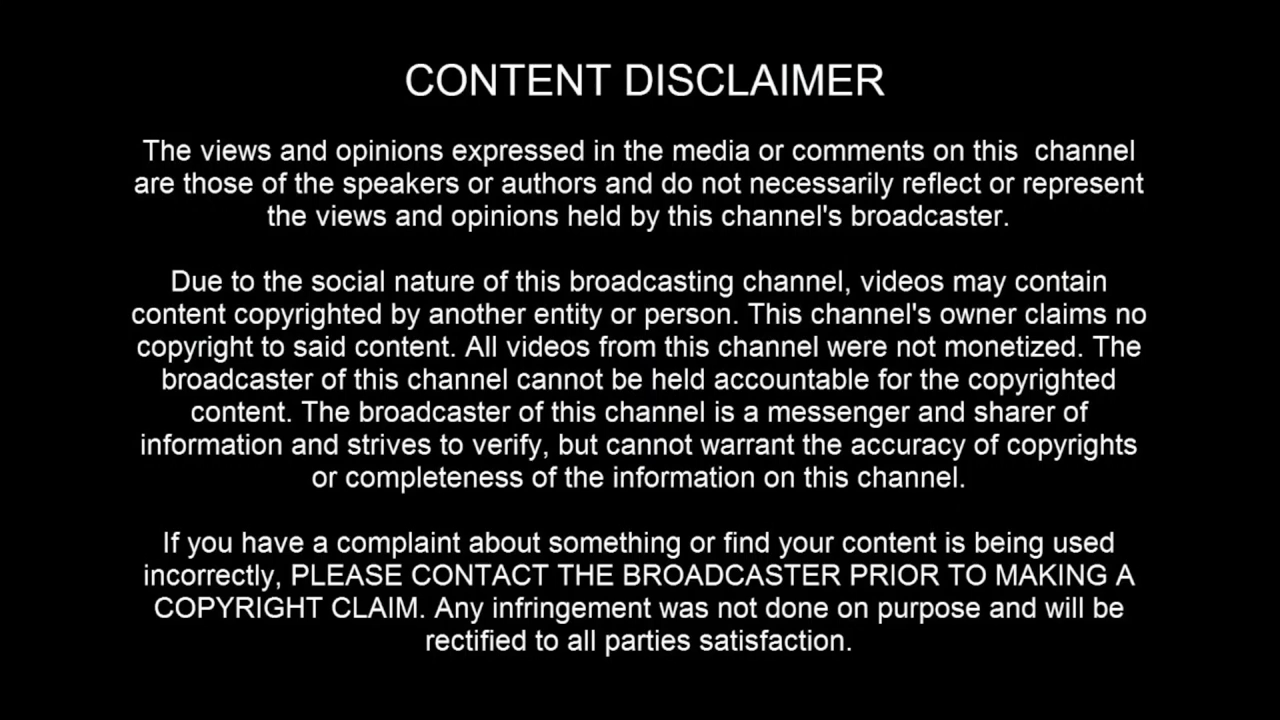 CONTENT DISCLAIMER
The views and opinions expressed in the media or comments on this channel
are those of the speakers or authors and do not necessarily reflect or represent
the views and opinions held by this channel's broadcaster.
Due to the social nature of this broadcasting channel, videos may contain
content copyrighted by another entity or person. This channel's owner claims no
copyright to said content. All videos from this channel were not monetized. The
broadcaster of this channel cannot be held accountable for the copyrighted
content. The broadcaster of this channel is a messenger and sharer of
information and strives to verify, but cannot warrant the accuracy of copyrights
or completeness of the information on this channel.
If you have a complaint about something or find your content is being used
incorrectly, PLEASE CONTACT THE BROADCASTER PRIOR TO MAKING A
COPYRIGHT CLAIM. Any infringement was not done on purpose and will be
rectified to all parties satisfaction.